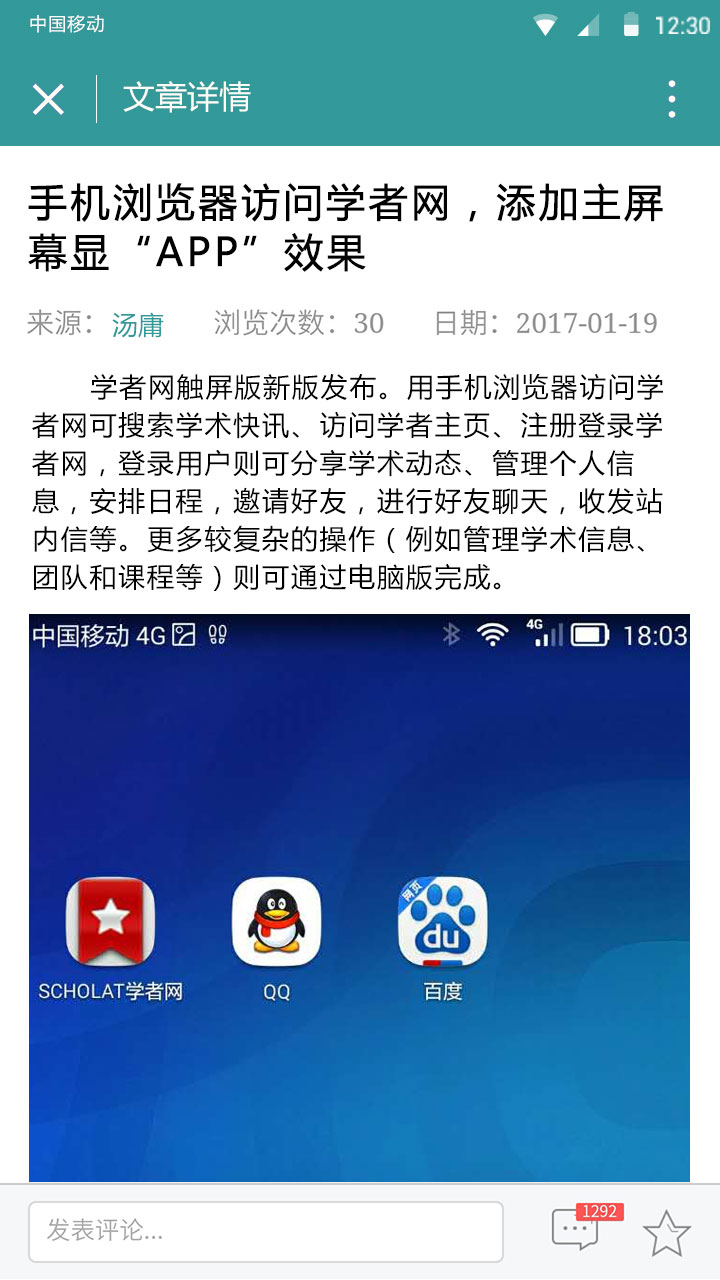 中国移动 12:30
文章详情
手机浏览器访问学者网，添加主屏
幕显“APP”效果
来源： 汤庸 浏览次数：30 日期：2017-01-19
学者网触屏版新版发布。用手机浏览器访问学
者网可搜索学术快讯、访问学者主页、注册登录学
者网，登录用户则可分享学术动态、管理个人信
息，安排日程，邀请好友，进行好友聊天，收发站
内信等。更多较复杂的操作（例如管理学术信息、
团队和课程等）则可通过电脑版完成。
中国移动 4G 4G 18:03
网页
du
SCHOLAT学者网 QQ 百度
发表评论... 1292